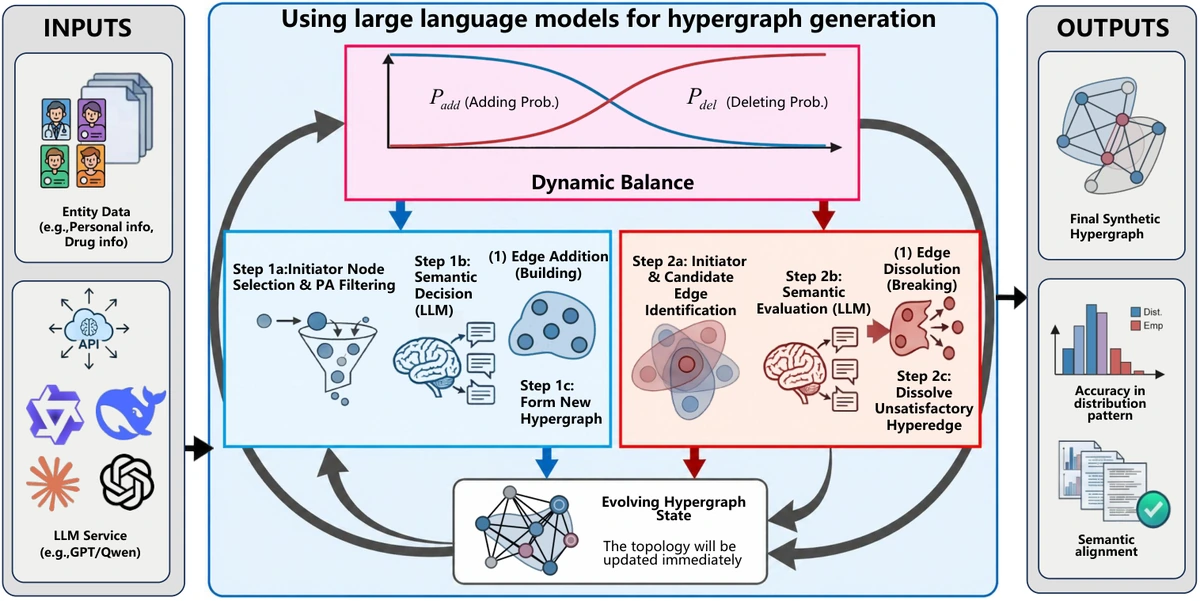 INPUTS
Entity Data
(e.g.,Personal info,
Drug info)
API
LLM Service
(e.g.,GPT/Qwen)
Using large language models for hypergraph generation
P_add (Adding Prob.)
P_del (Deleting Prob.)
Dynamic Balance
Step 1a:Initiator Node
Selection & PA Filtering
Step 1b:
Semantic
Decision
(LLM)
(1) Edge Addition
(Building)
Step 1c:
Form New
Hypergraph
Step 2a: Initiator
& Candidate
Edge
Identification
Step 2b:
Semantic
Evaluation (LLM)
(1) Edge
Dissolution
(Breaking)
Step 2c:
Dissolve
Unsatisfactory
Hyperedge
Evolving Hypergraph
State
The topology will be
updated immediately
OUTPUTS
Final Synthetic
Hypergraph
Dist.
Emp
Accuracy in
distribution
pattern
Semantic
alignment